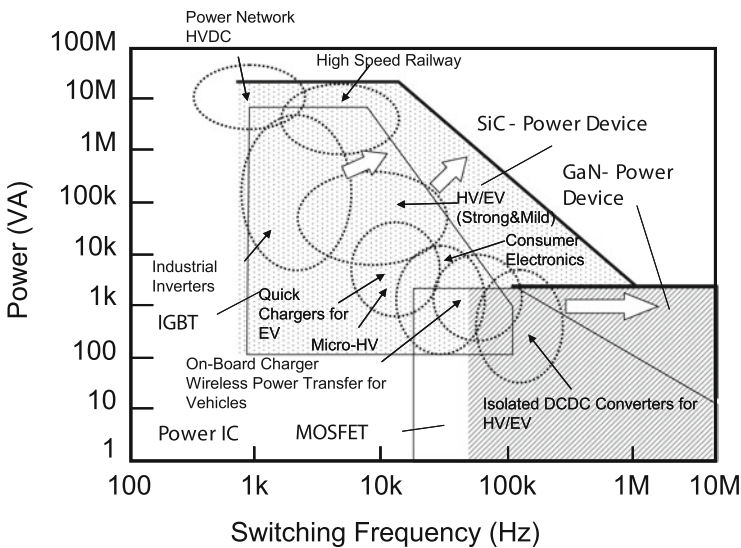 Power Network
HVDC
High Speed Railway
100M
10M
1M
100k
10k
1k
100
10
1
Power (VA)
SiC - Power Device
GaN- Power
Device
HV/EV
(Strong&Mild)
Consumer
Electronics
Industrial
Inverters
IGBT
Quick
Chargers for
EV
Micro-HV
On-Board Charger
Wireless Power Transfer for
Vehicles
Isolated DCDC Converters for
HV/EV
Power IC
MOSFET
100
1k
10k
100k
1M
10M
Switching Frequency (Hz)